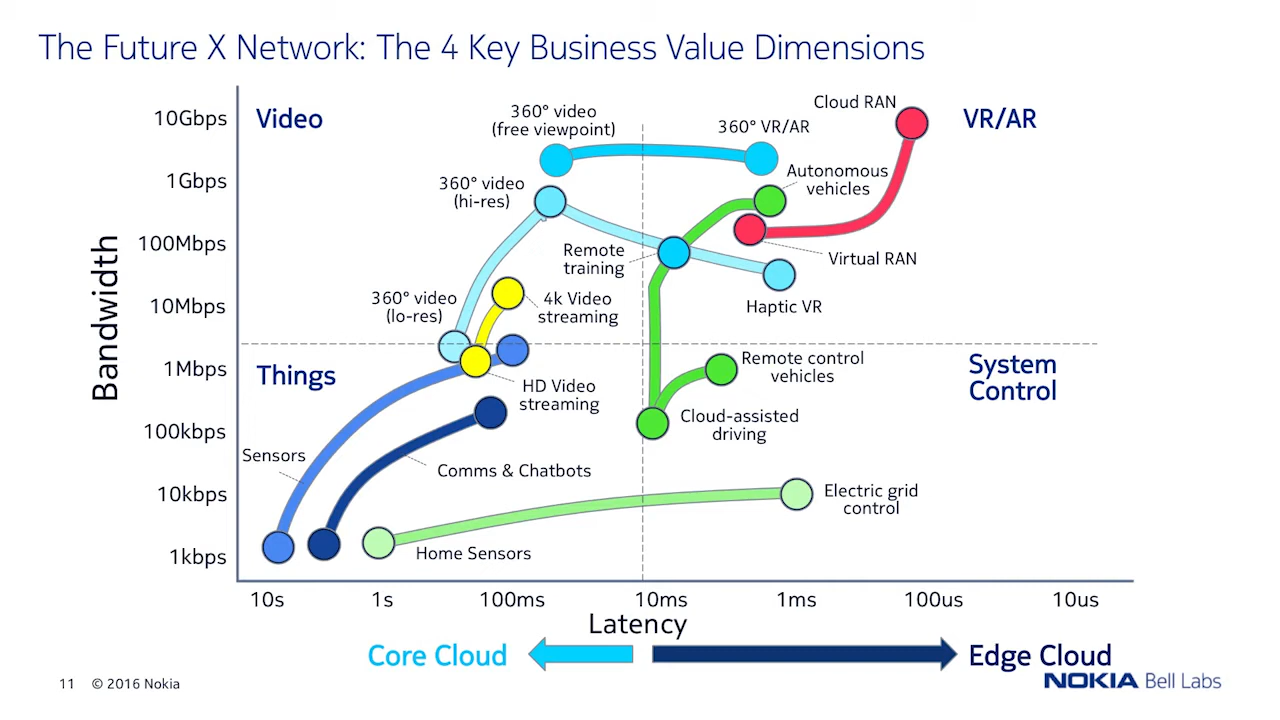 The Future X Network: The 4 Key Business Value Dimensions
10Gbps
1Gbps
100Mbps
10Mbps
1Mbps
100kbps
10kbps
1kbps
Bandwidth
Video
VR/AR
Things
System
Control
360° video
(free viewpoint)
360° VR/AR
Cloud RAN
Autonomous
vehicles
360° video
(hi-res)
Remote
training
Virtual RAN
Haptic VR
360° video
(lo-res)
4k Video
streaming
HD Video
streaming
Remote control
vehicles
Cloud-assisted
driving
Sensors
Comms & Chatbots
Electric grid
control
Home Sensors
10s
1s
100ms
10ms
1ms
100us
10us
Latency
Core Cloud
Edge Cloud
11 © 2016 Nokia
NOKIA Bell Labs